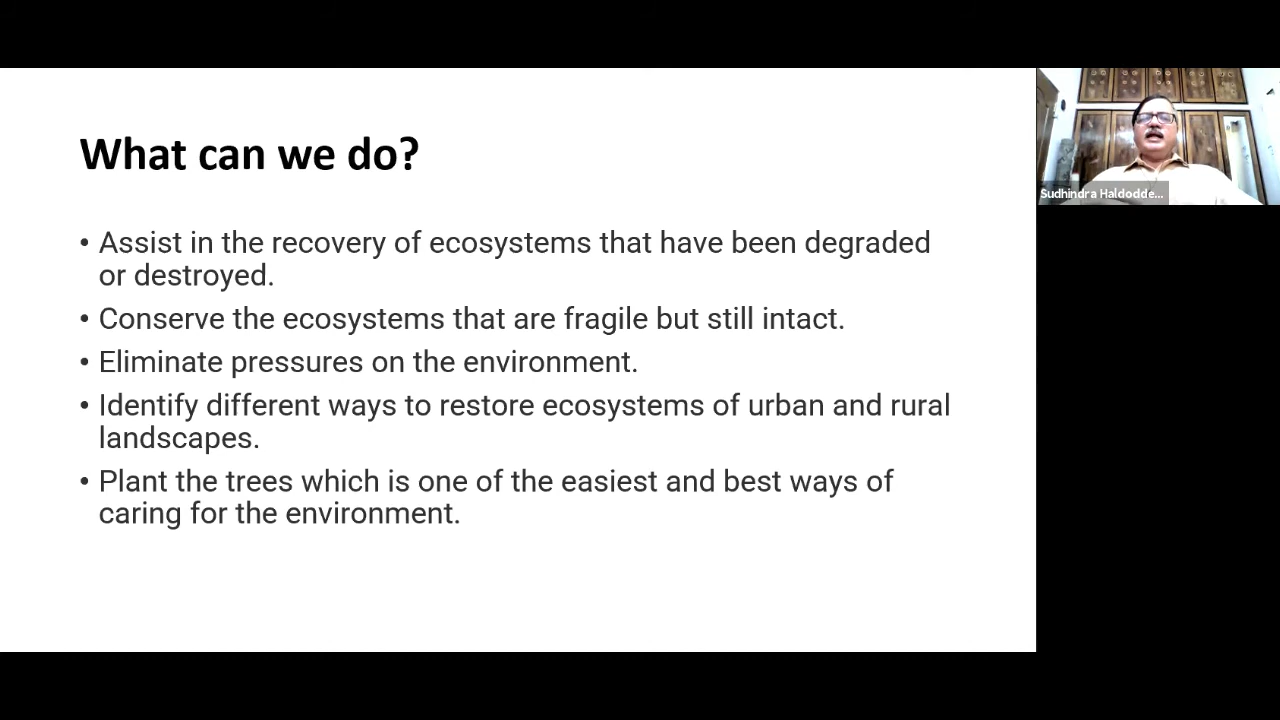 What can we do?
• Assist in the recovery of ecosystems that have been degraded
or destroyed.
• Conserve the ecosystems that are fragile but still intact.
• Eliminate pressures on the environment.
• Identify different ways to restore ecosystems of urban and rural
landscapes.
• Plant the trees which is one of the easiest and best ways of
caring for the environment.
Sudhindra Haldodde...